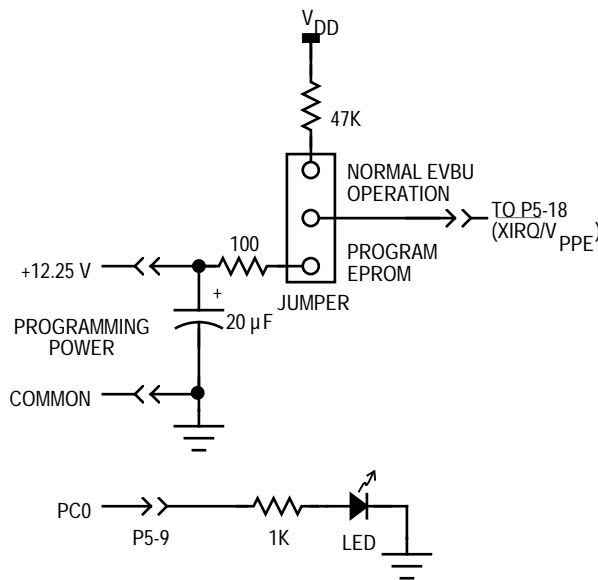 VDD
47K
NORMAL EVBU
OPERATION
TO P5-18
(XIRQ/VPPE)
100
PROGRAM
EPROM
+12.25 V
JUMPER
+
20 µF
PROGRAMMING
POWER
COMMON
PC0
P5-9
1K
LED